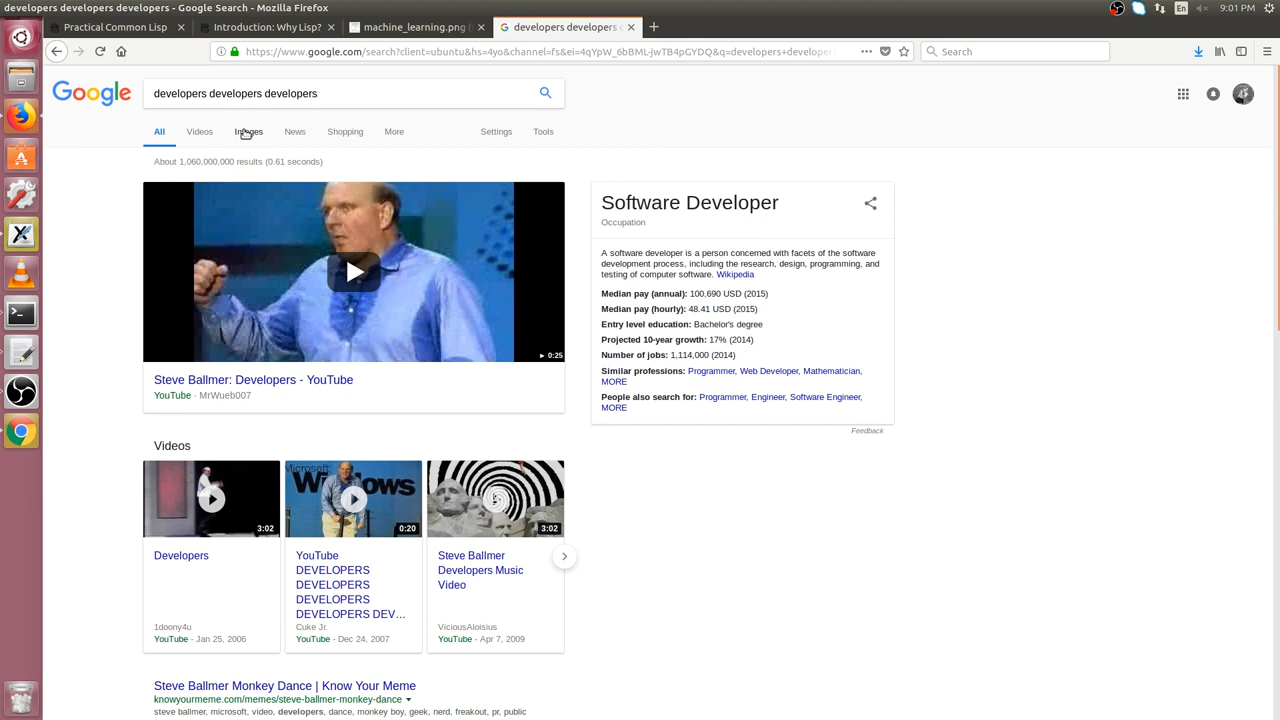 developers developers developers - Google Search - Mozilla Firefox
En
9:01 PM
Practical Common Lisp
Introduction: Why Lisp?
machine_learning.png (
developers developers
https://www.google.com/search?client=ubuntu&hs=4yo&channel=fs&ei=4qYpW_6bBML-jwTB4pGYDQ&q=developers+developers
Search
Google
developers developers developers
All
Videos
Images
News
Shopping
More
Settings
Tools
About 1,060,000,000 results (0.61 seconds)
0:25
Steve Ballmer: Developers - YouTube
YouTube · MrWueb007
Software Developer
Occupation
A software developer is a person concerned with facets of the software
development process, including the research, design, programming, and
testing of computer software. Wikipedia
Median pay (annual): 100,690 USD (2015)
Median pay (hourly): 48.41 USD (2015)
Entry level education: Bachelor's degree
Projected 10-year growth: 17% (2014)
Number of jobs: 1,114,000 (2014)
Similar professions: Programmer, Web Developer, Mathematician,
MORE
People also search for: Programmer, Engineer, Software Engineer,
MORE
Feedback
Videos
3:02
Developers
1doony4u
YouTube - Jan 25, 2006
Microsoft
Windows
0:20
YouTube
DEVELOPERS
DEVELOPERS
DEVELOPERS
DEVELOPERS DEV…
Cuke Jr.
YouTube - Dec 24, 2007
3:02
Steve Ballmer
Developers Music
Video
ViciousAloisius
YouTube - Apr 7, 2009
Steve Ballmer Monkey Dance | Know Your Meme
knowyourmeme.com/memes/steve-ballmer-monkey-dance
steve ballmer, microsoft, video, developers, dance, monkey boy, geek, nerd, freakout, pr, public